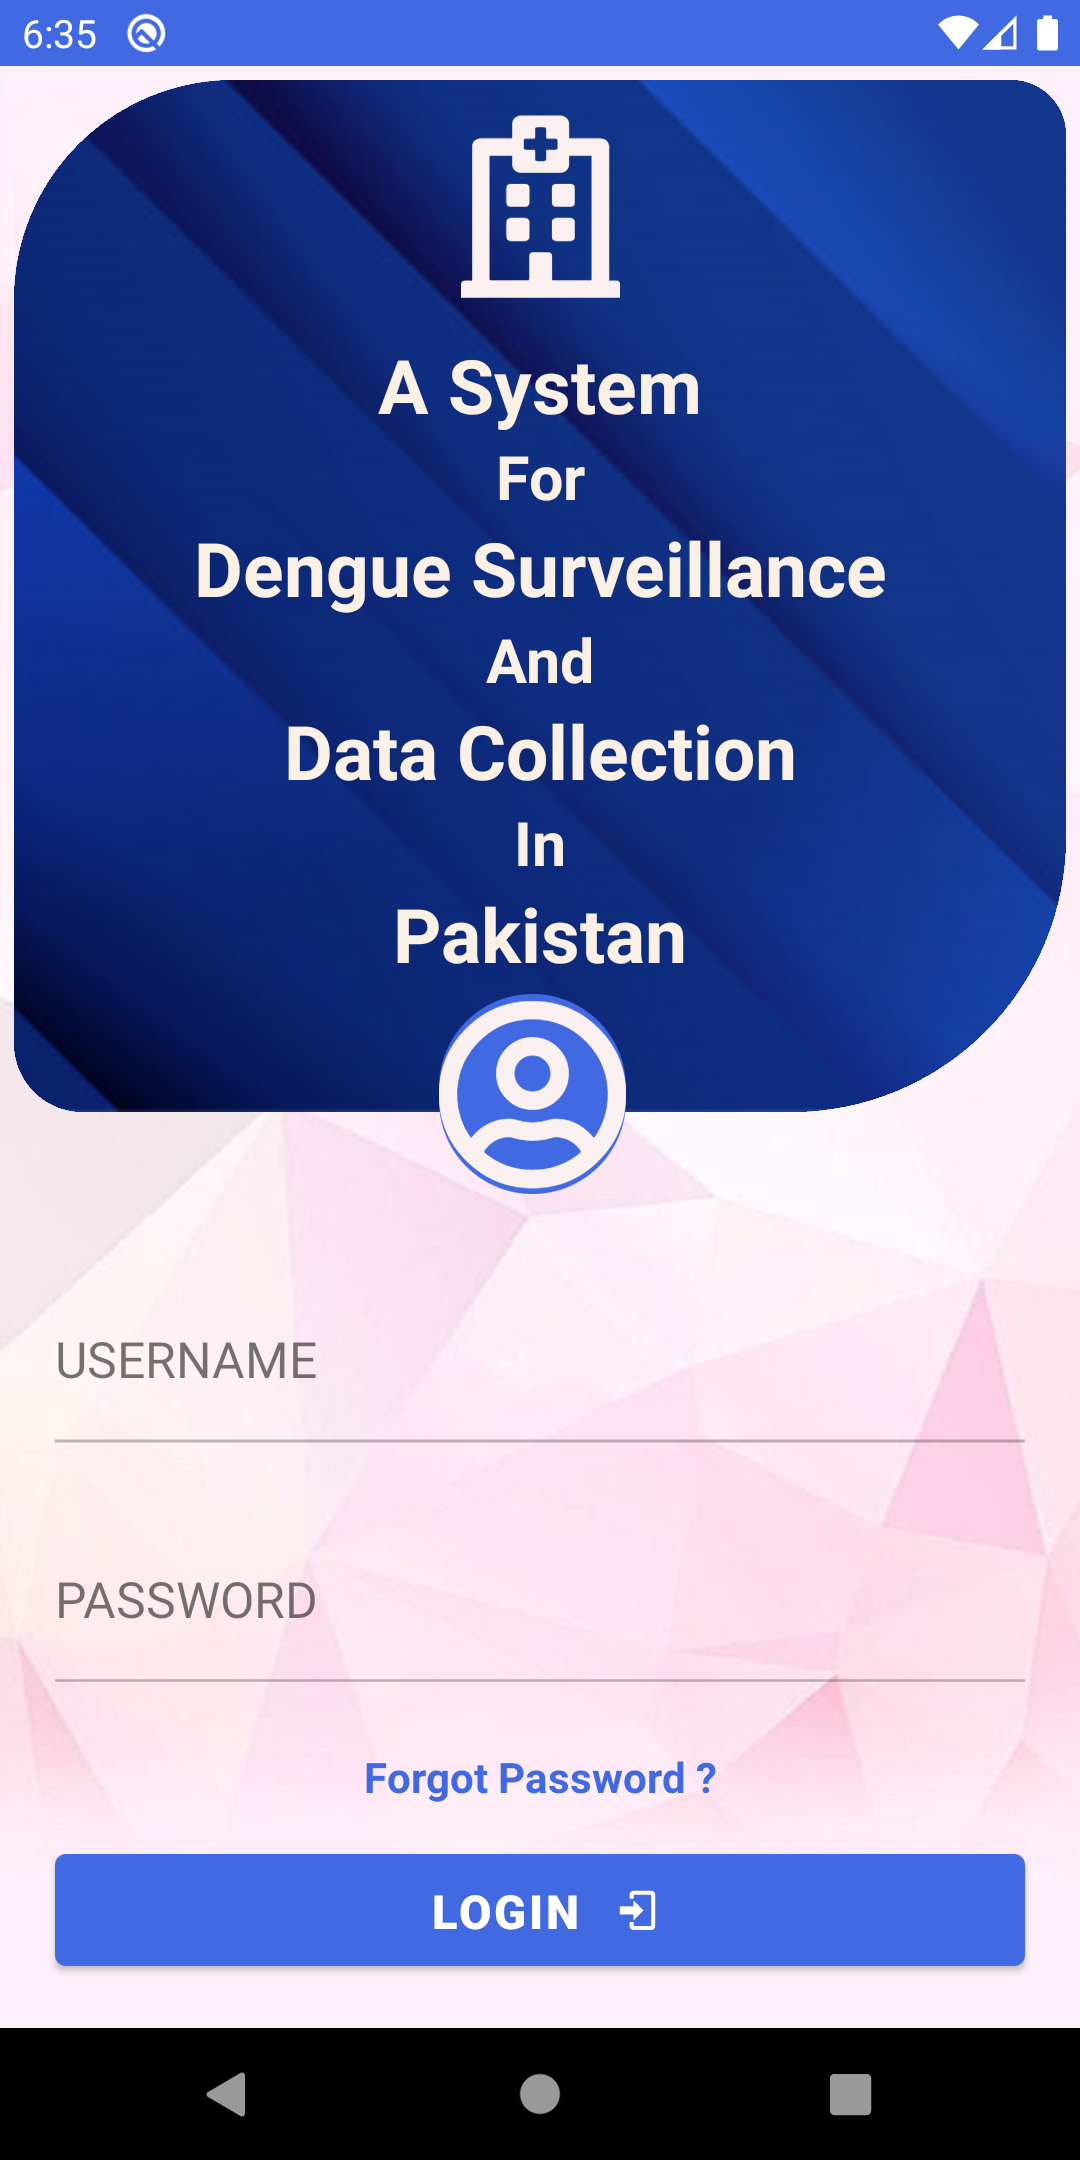 6:35
A System
For
Dengue Surveillance
And
Data Collection
In
Pakistan
USERNAME
PASSWORD
Forgot Password ?
LOGIN